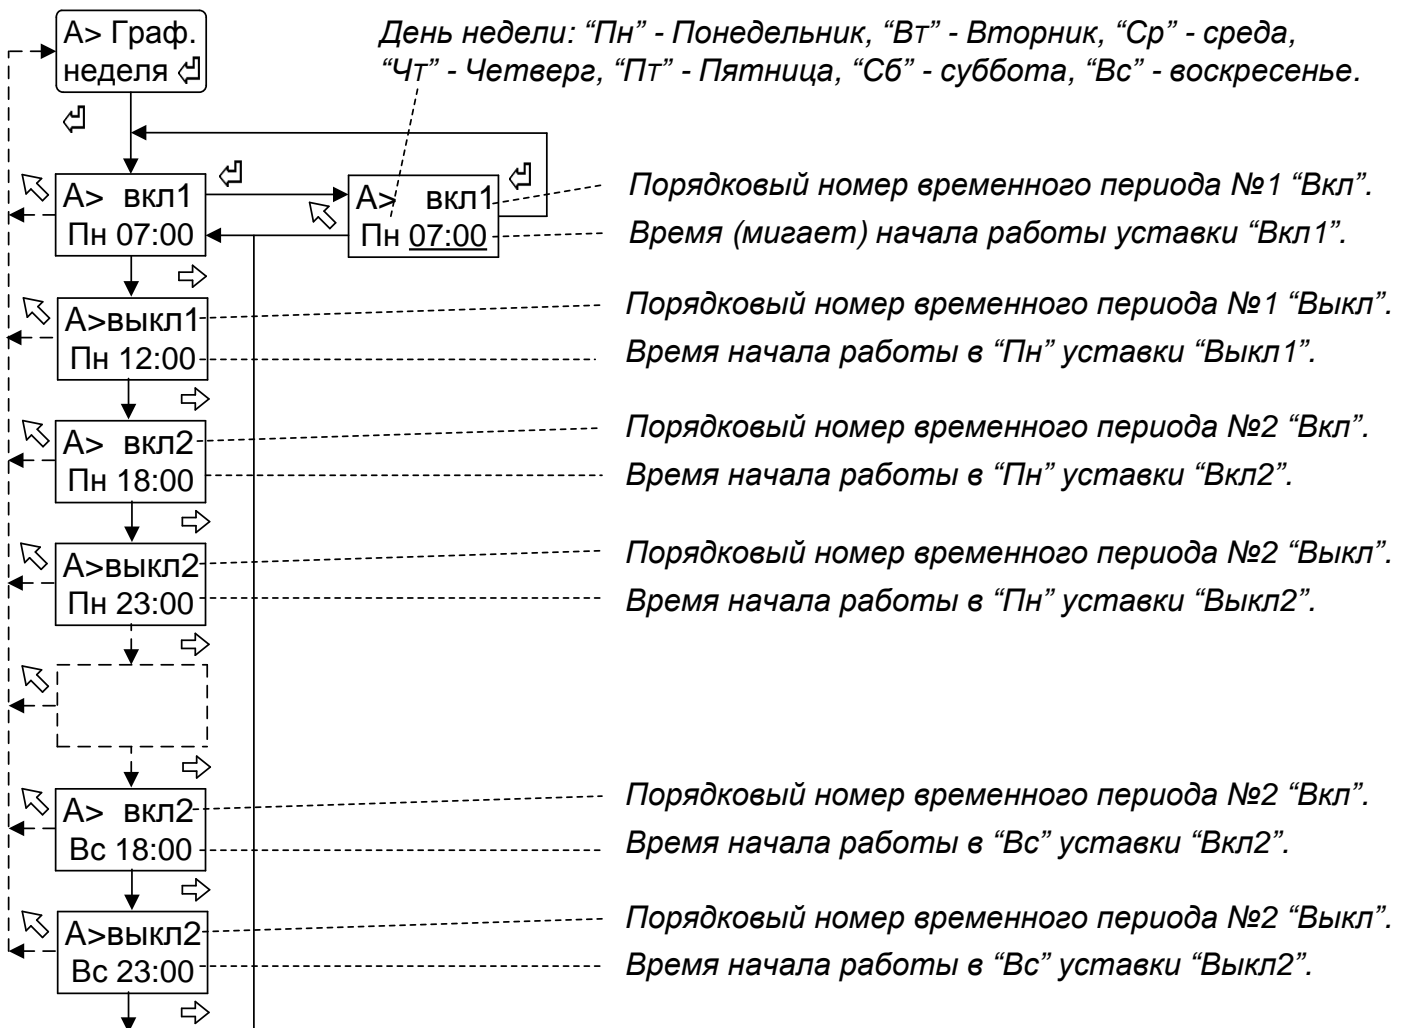 А> Граф.
неделя
День недели: “Пн” - Понедельник, “Вт” - Вторник, “Ср” - среда,
“Чт” - Четверг, “Пт” - Пятница, “Сб” - суббота, “Вс” - воскресенье.
А> вкл1
Пн 07:00
А> вкл1
Пн 07:00
Порядковый номер временного периода №1 “Вкл”.
Время (мигает) начала работы уставки “Вкл1”.
А>выкл1
Пн 12:00
Порядковый номер временного периода №1 “Выкл”.
Время начала работы в “Пн” уставки “Выкл1”.
А> вкл2
Пн 18:00
Порядковый номер временного периода №2 “Вкл”.
Время начала работы в “Пн” уставки “Вкл2”.
А>выкл2
Пн 23:00
Порядковый номер временного периода №2 “Выкл”.
Время начала работы в “Пн” уставки “Выкл2”.
А> вкл2
Вс 18:00
Порядковый номер временного периода №2 “Вкл”.
Время начала работы в “Вс” уставки “Вкл2”.
А>выкл2
Вс 23:00
Порядковый номер временного периода №2 “Выкл”.
Время начала работы в “Вс” уставки “Выкл2”.